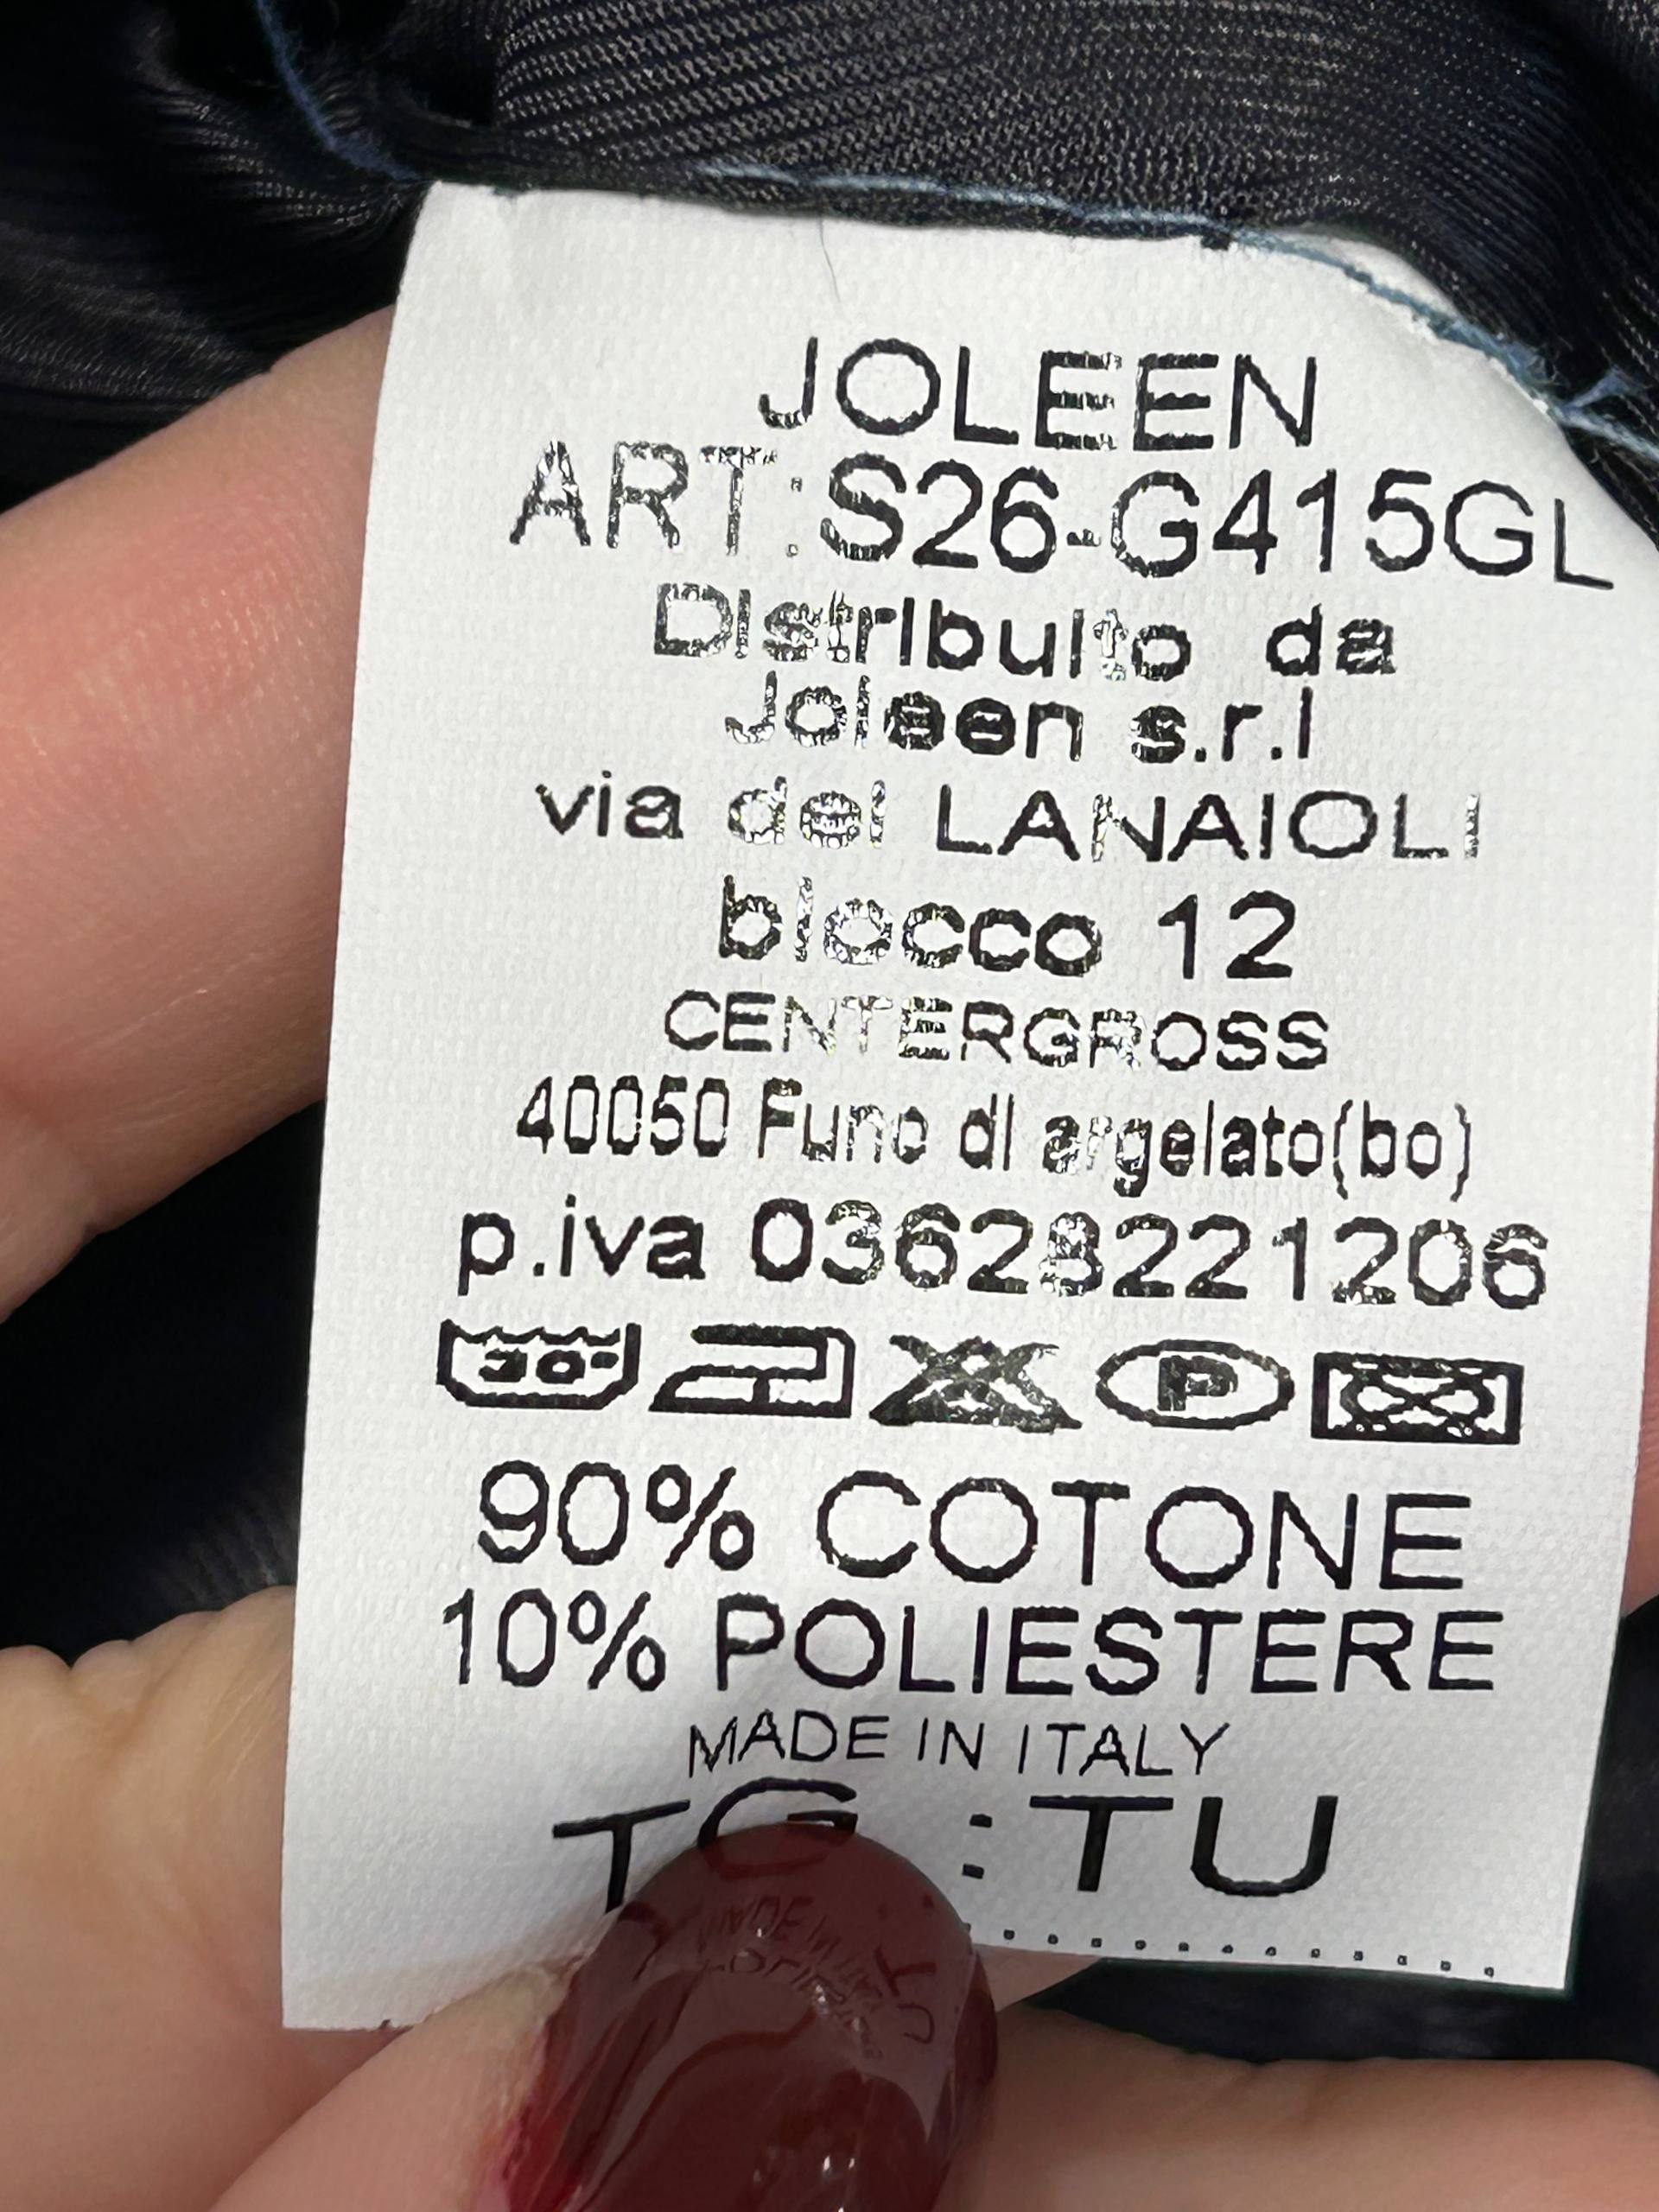 JOLEEN
ART:S26-G415GL
Distribuito da
Joleen s.r.l
via dei LANAIOLI
blocco 12
CENTERGROSS
40050 Funo di argelato(bo)
p.iva 03628221206
30° P
90% COTONE
10% POLIESTERE
MADE IN ITALY
TG :TU